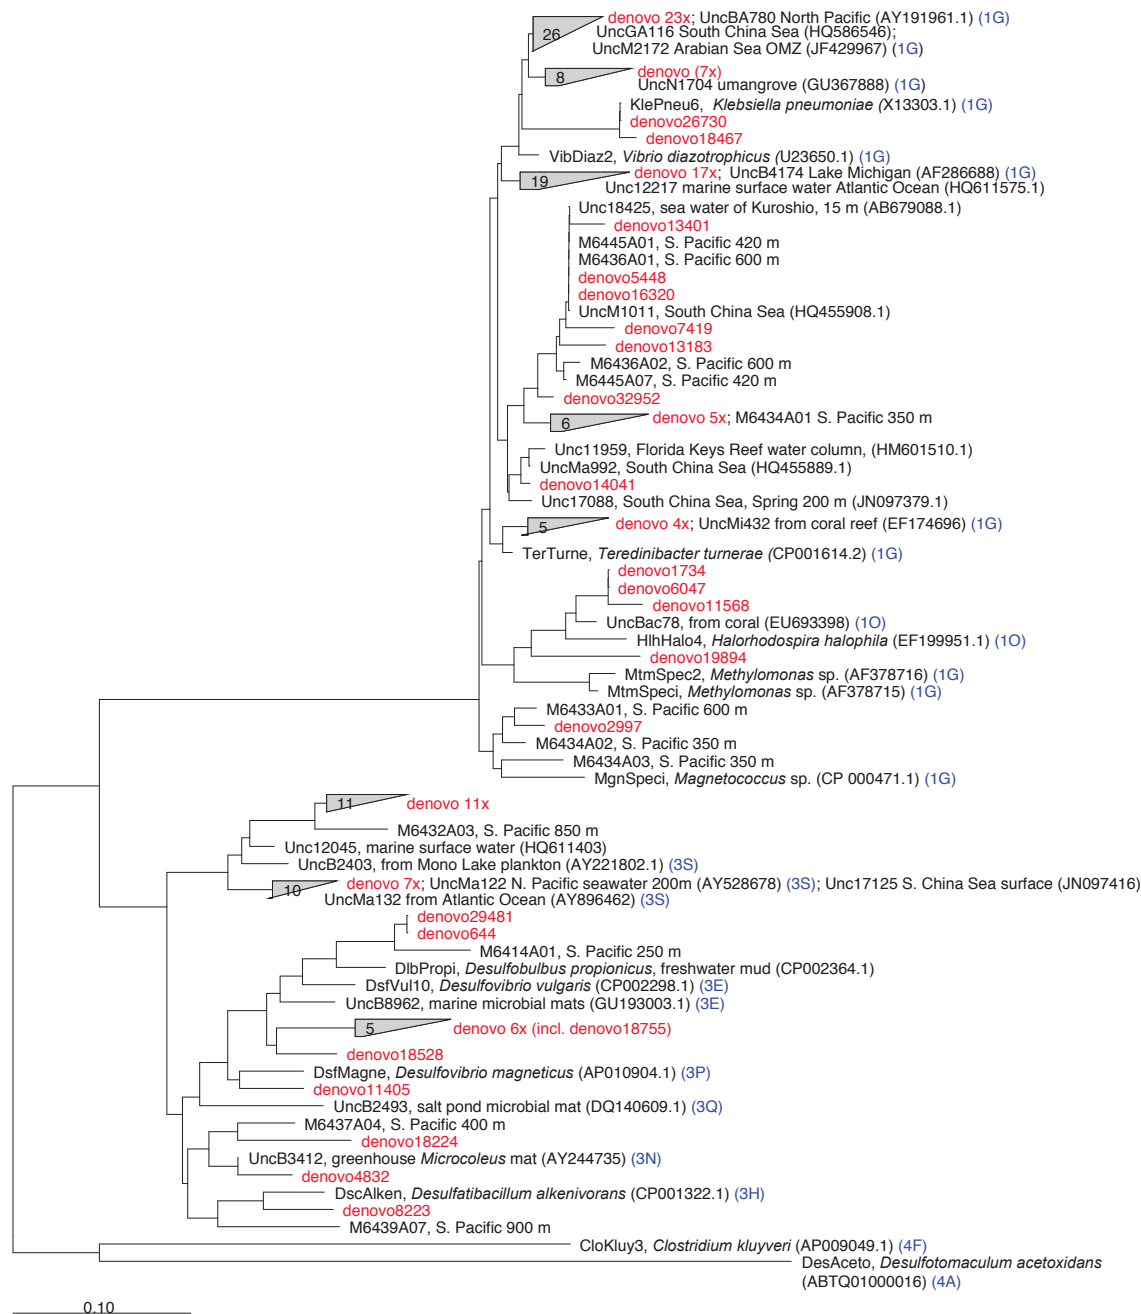 denovo 23x; UncBA780 North Pacific (AY191961.1) (1G)
26
UncGA116 South China Sea (HQ586546);
UncM2172 Arabian Sea OMZ (JF429967) (1G)
denovo (7x)
8
UncN1704 umangrove (GU367888) (1G)
KlePneu6, Klebsiella pneumoniae (X13303.1) (1G)
denovo26730
denovo18467
VibDiaz2, Vibrio diazotrophicus (U23650.1) (1G)
denovo 17x; UncB4174 Lake Michigan (AF286688) (1G)
19
Unc12217 marine surface water Atlantic Ocean (HQ611575.1)
Unc18425, sea water of Kuroshio, 15 m (AB679088.1)
denovo13401
M6445A01, S. Pacific 420 m
M6436A01, S. Pacific 600 m
denovo5448
denovo16320
UncM1011, South China Sea (HQ455908.1)
denovo7419
denovo13183
M6436A02, S. Pacific 600 m
M6445A07, S. Pacific 420 m
denovo32952
6 denovo 5x; M6434A01 S. Pacific 350 m
Unc11959, Florida Keys Reef water column, (HM601510.1)
UncMa992, South China Sea (HQ455889.1)
denovo14041
Unc17088, South China Sea, Spring 200 m (JN097379.1)
5 denovo 4x; UncMi432 from coral reef (EF174696) (1G)
TerTurne, Teredinibacter turnerae (CP001614.2) (1G)
denovo1734
denovo6047
denovo11568
UncBac78, from coral (EU693398) (1O)
HlhHalo4, Halorhodospira halophila (EF199951.1) (1O)
denovo19894
MtmSpec2, Methylomonas sp. (AF378716) (1G)
MtmSpeci, Methylomonas sp. (AF378715) (1G)
M6433A01, S. Pacific 600 m
denovo2997
M6434A02, S. Pacific 350 m
M6434A03, S. Pacific 350 m
MgnSpeci, Magnetococcus sp. (CP 000471.1) (1G)
11 denovo 11x
M6432A03, S. Pacific 850 m
Unc12045, marine surface water (HQ611403)
UncB2403, from Mono Lake plankton (AY221802.1) (3S)
10 denovo 7x; UncMa122 N. Pacific seawater 200m (AY528678) (3S); Unc17125 S. China Sea surface (JN097416)
UncMa132 from Atlantic Ocean (AY896462) (3S)
denovo29481
denovo644
M6414A01, S. Pacific 250 m
DlbPropi, Desulfobulbus propionicus, freshwater mud (CP002364.1)
DsfVul10, Desulfovibrio vulgaris (CP002298.1) (3E)
UncB8962, marine microbial mats (GU193003.1) (3E)
5 denovo 6x (incl. denovo18755)
denovo18528
DsfMagne, Desulfovibrio magneticus (AP010904.1) (3P)
denovo11405
UncB2493, salt pond microbial mat (DQ140609.1) (3Q)
M6437A04, S. Pacific 400 m
denovo18224
UncB3412, greenhouse Microcoleus mat (AY244735) (3N)
denovo4832
DscAlken, Desulfatibacillum alkenivorans (CP001322.1) (3H)
denovo8223
M6439A07, S. Pacific 900 m
CloKluy3, Clostridium kluyveri (AP009049.1) (4F)
DesAceto, Desulfotomaculum acetoxidans
(ABTQ01000016) (4A)
0.10